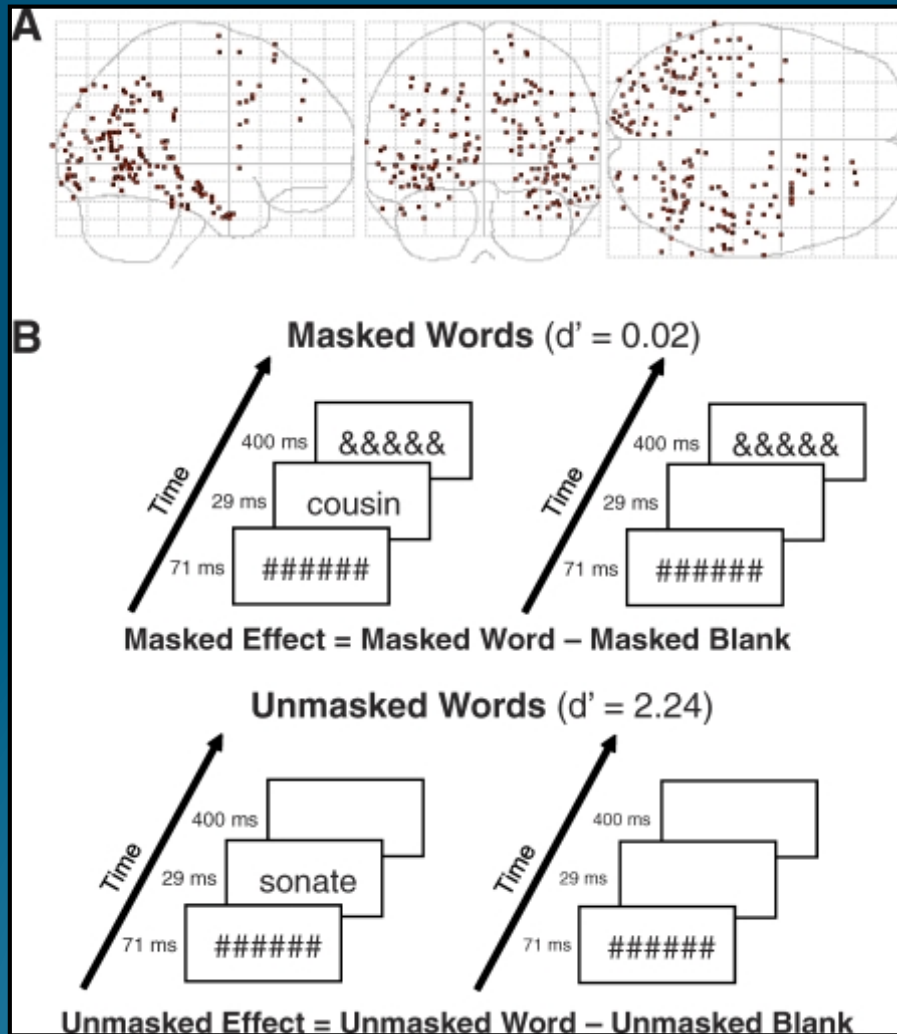 A
B
Masked Words (d' = 0.02)
400 ms &&&&& 400 ms &&&&&
Time 29 ms cousin Time 29 ms
71 ms ###### 71 ms ######
Masked Effect = Masked Word – Masked Blank
Unmasked Words (d' = 2.24)
400 ms 400 ms
Time 29 ms sonate Time 29 ms
71 ms ###### 71 ms ######
Unmasked Effect = Unmasked Word – Unmasked Blank